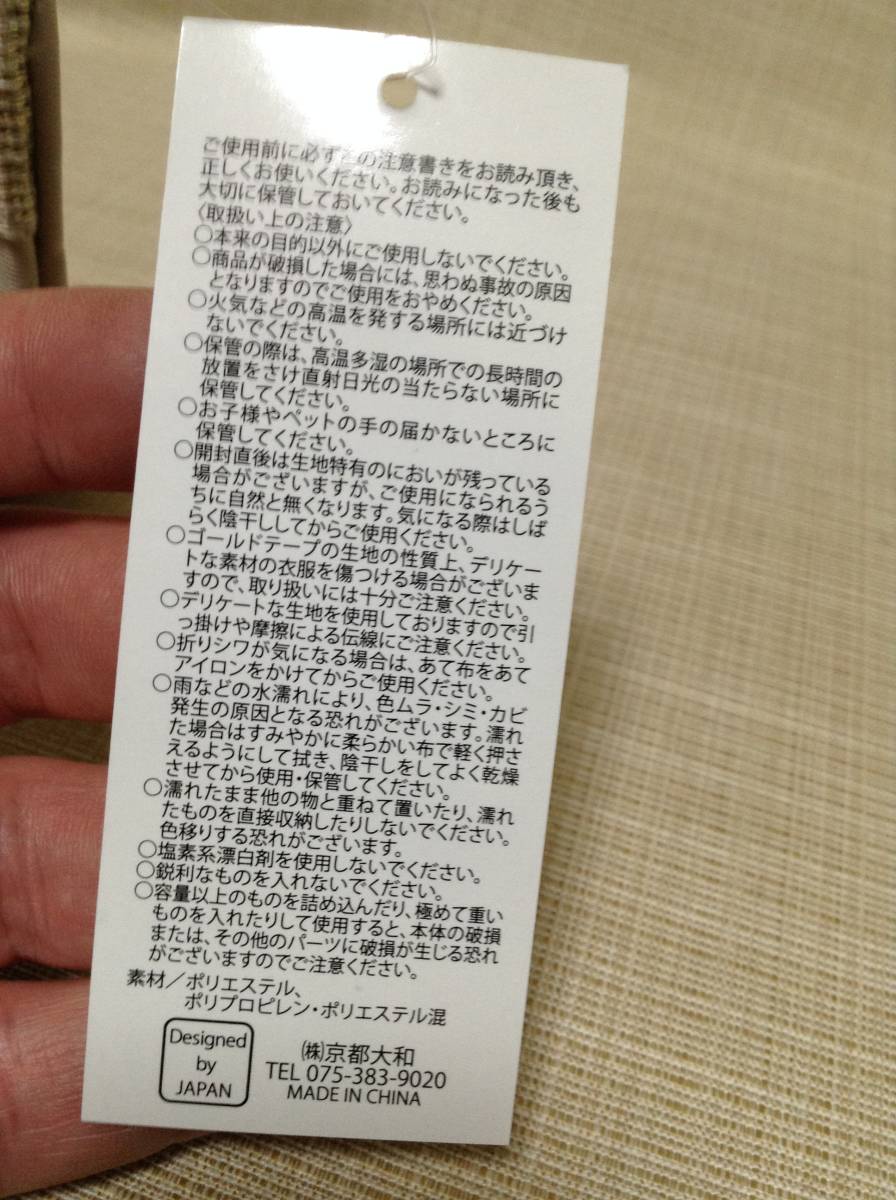 ご使用前に必ずこの注意書きをお読み頂き、
正しくお使いください。お読みになった後も
大切に保管しておいてください。
〈取扱い上の注意〉
○本来の目的以外にご使用しないでください。
○商品が破損した場合には、思わぬ事故の原因
となりますのでご使用をおやめください。
○火気などの高温を発する場所には近づけ
ないでください。
○保管の際は、高温多湿の場所での長時間の
放置をさけ直射日光の当たらない場所に
保管してください。
○お子様やペットの手の届かないところに
保管してください。
○開封直後は生地特有のにおいが残っている
場合がございますが、ご使用になられるう
ちに自然と無くなります。気になる際はしば
らく陰干ししてからご使用ください。
○ゴールドテープの生地の性質上、デリケー
トな素材の衣服を傷つける場合がございま
すので、取り扱いには十分ご注意ください。
○デリケートな生地を使用しておりますので引
っ掛けや摩擦による伝線にご注意ください。
○折りシワが気になる場合は、あて布をあて
アイロンをかけてからご使用ください。
○雨などの水濡れにより、色ムラ・シミ・カビ
発生の原因となる恐れがございます。濡れ
た場合はすみやかに柔らかい布で軽く押さ
えるようにして拭き、陰干しをしてよく乾燥
させてから使用・保管してください。
○濡れたまま他の物と重ねて置いたり、濡れ
たものを直接収納したりしないでください。
色移りする恐れがございます。
○塩素系漂白剤を使用しないでください。
○鋭利なものを入れないでください。
○容量以上のものを詰め込んだり、極めて重い
ものを入れたりして使用すると、本体の破損
または、その他のパーツに破損が生じる恐れ
がございますのでご注意ください。
素材／ポリエステル、
ポリプロピレン・ポリエステル混
Designed
by
JAPAN
㈱京都大和
TEL 075-383-9020
MADE IN CHINA